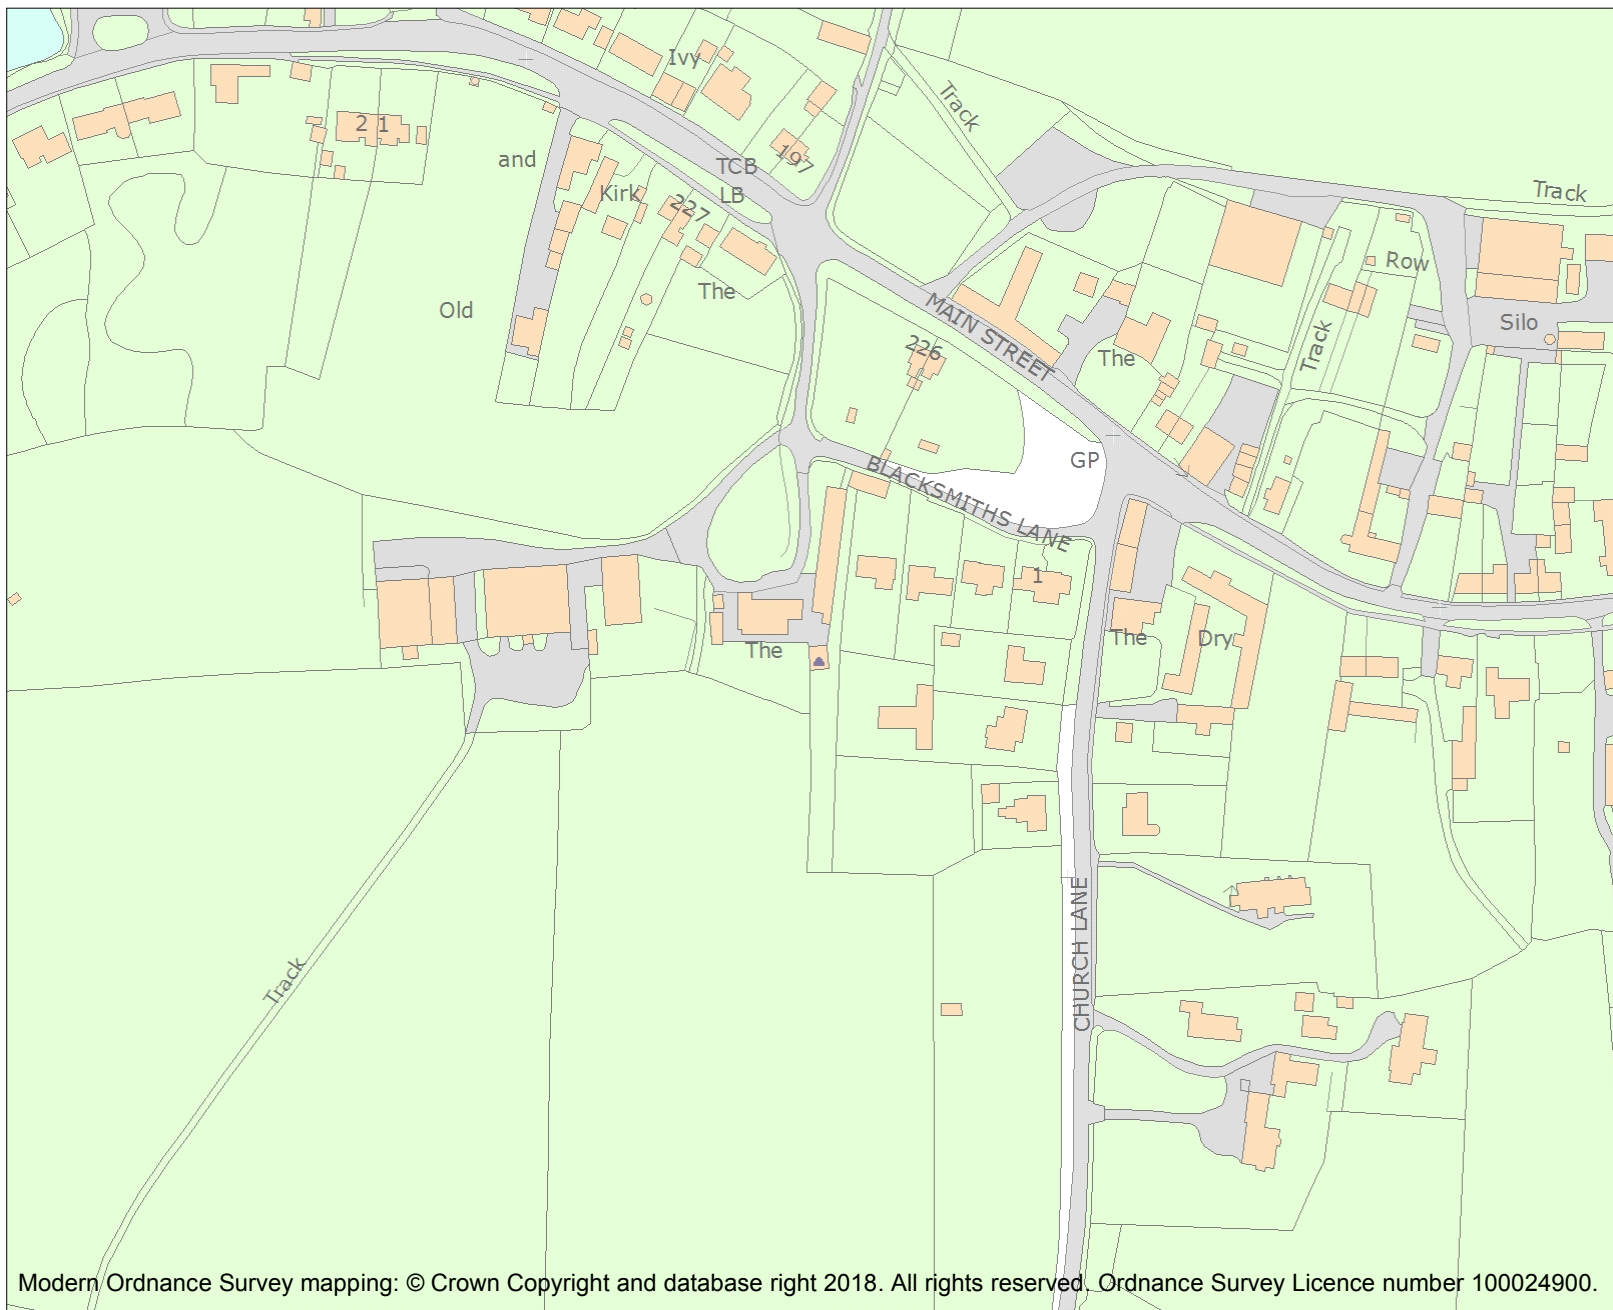 Ivy
Track
2 1
and
TCB
197
LB
Kirk
227
Track
The
Row
Old
MAIN STREET
226
The
Track
Silo
GP
BLACKSMITHS LANE
1
The
Dry
The
CHURCH LANE
Track
Modern Ordnance Survey mapping: © Crown Copyright and database right 2018. All rights reserved. Ordnance Survey Licence number 100024900.